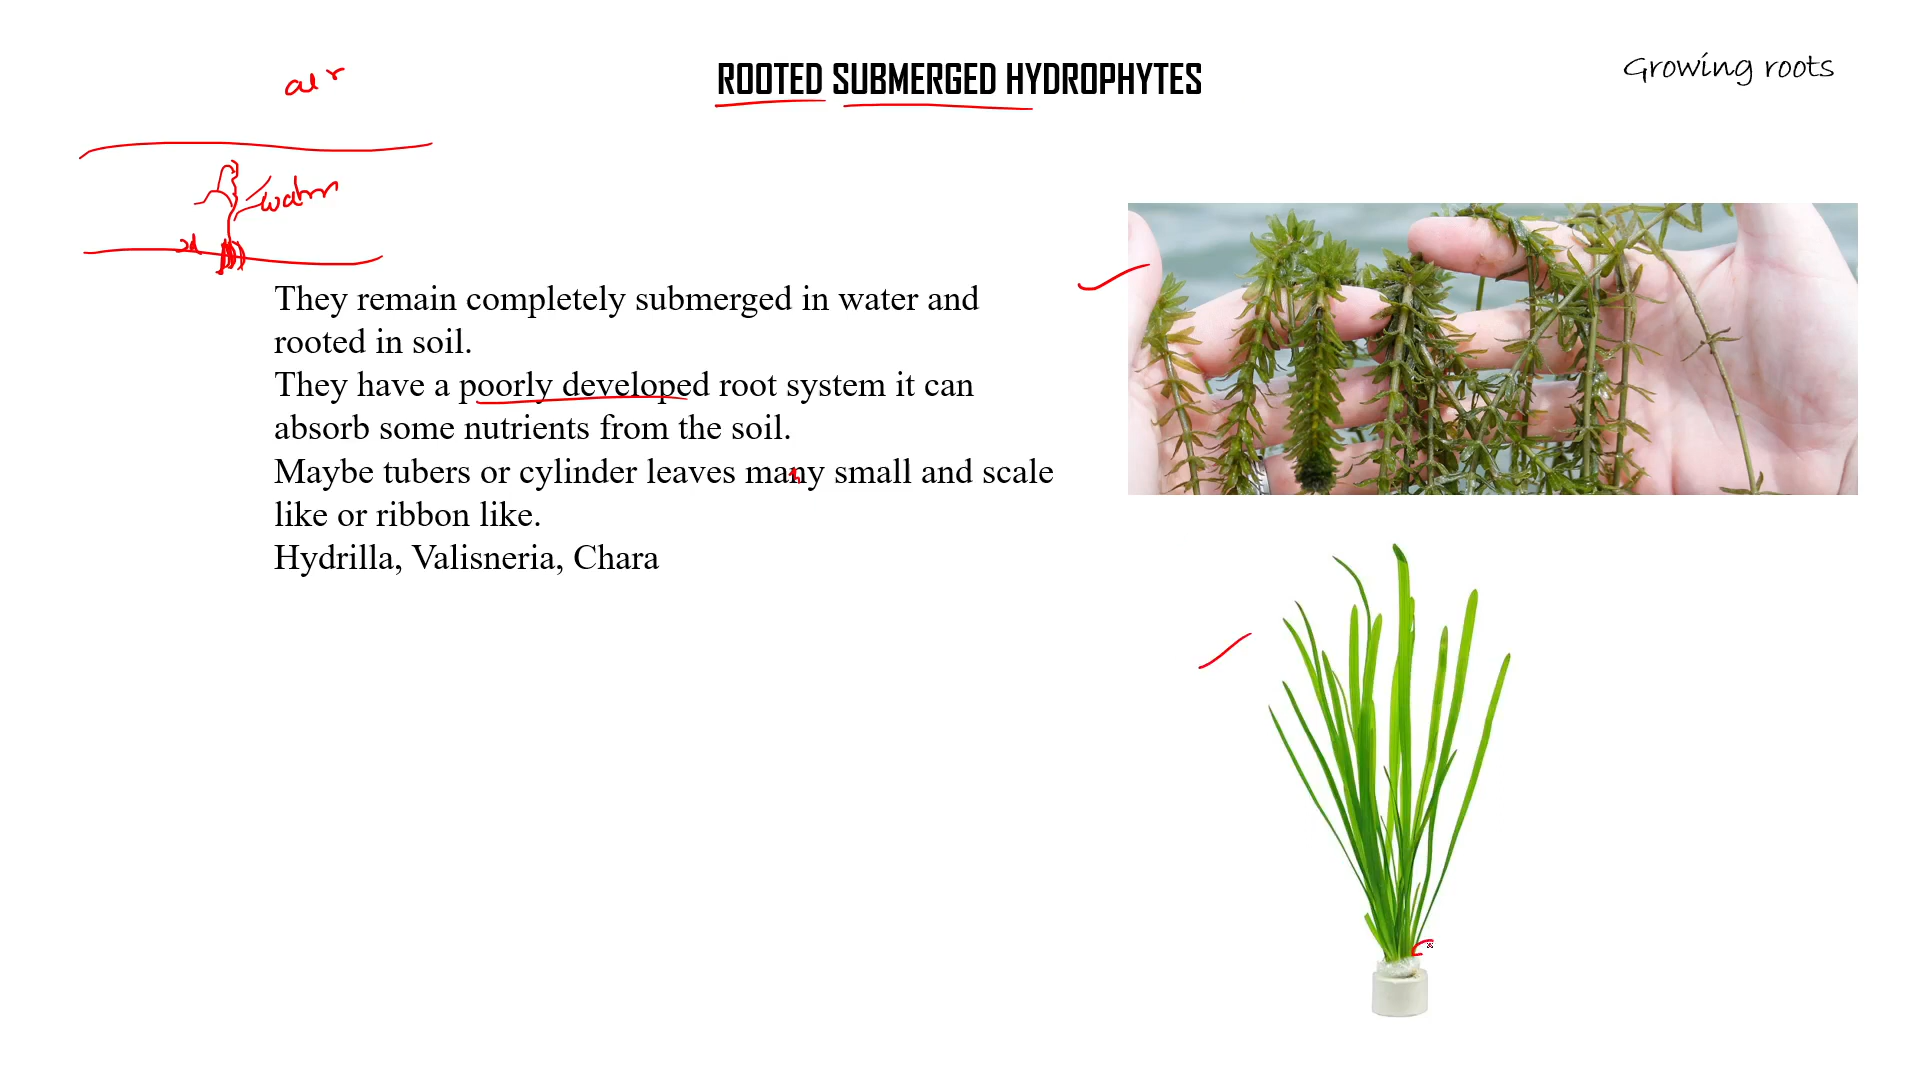 air
ROOTED SUBMERGED HYDROPHYTES
Growing roots
water
They remain completely submerged in water and
rooted in soil.
They have a poorly developed root system it can
absorb some nutrients from the soil.
Maybe tubers or cylinder leaves many small and scale
like or ribbon like.
Hydrilla, Valisneria, Chara